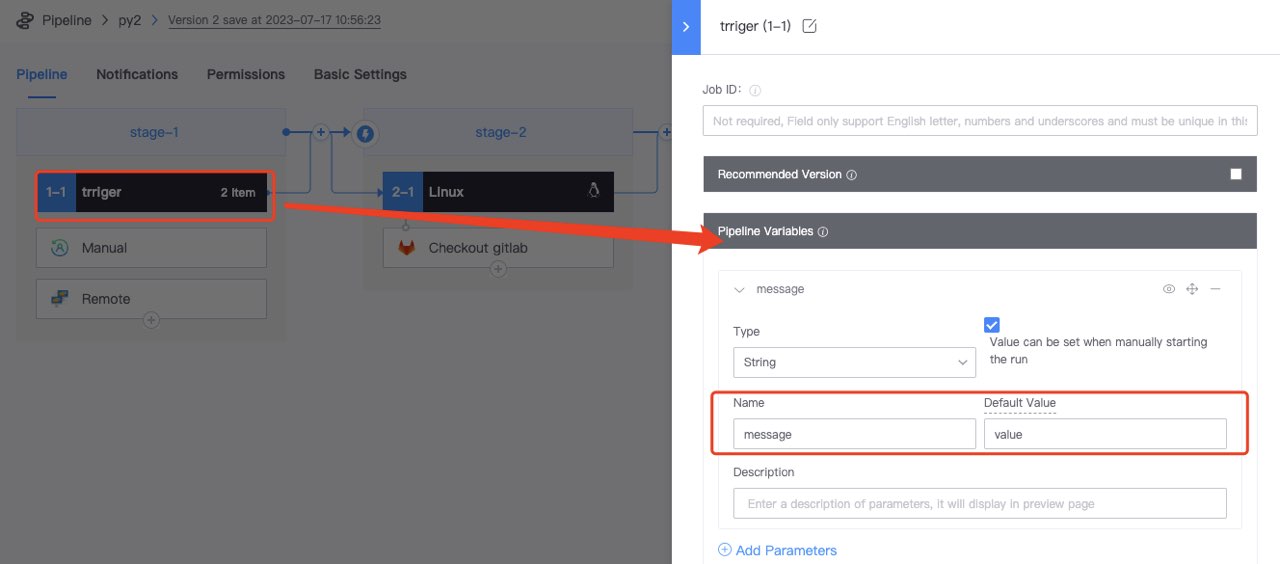 Pipeline > py2 > Version 2 save at 2023-07-17 10:56:23
Pipeline Notifications Permissions Basic Settings
stage-1
1-1 trriger 2 Item
Manual
Remote
stage-2
2-1 Linux
Checkout gitlab
trriger (1-1)
Job ID:
Not required, Field only support English letter, numbers and underscores and must be unique in this
Recommended Version
Pipeline Variables
message
Type
String
Value can be set when manually starting
the run
Name
message
Default Value
value
Description
Enter a description of parameters, it will display in preview page
Add Parameters